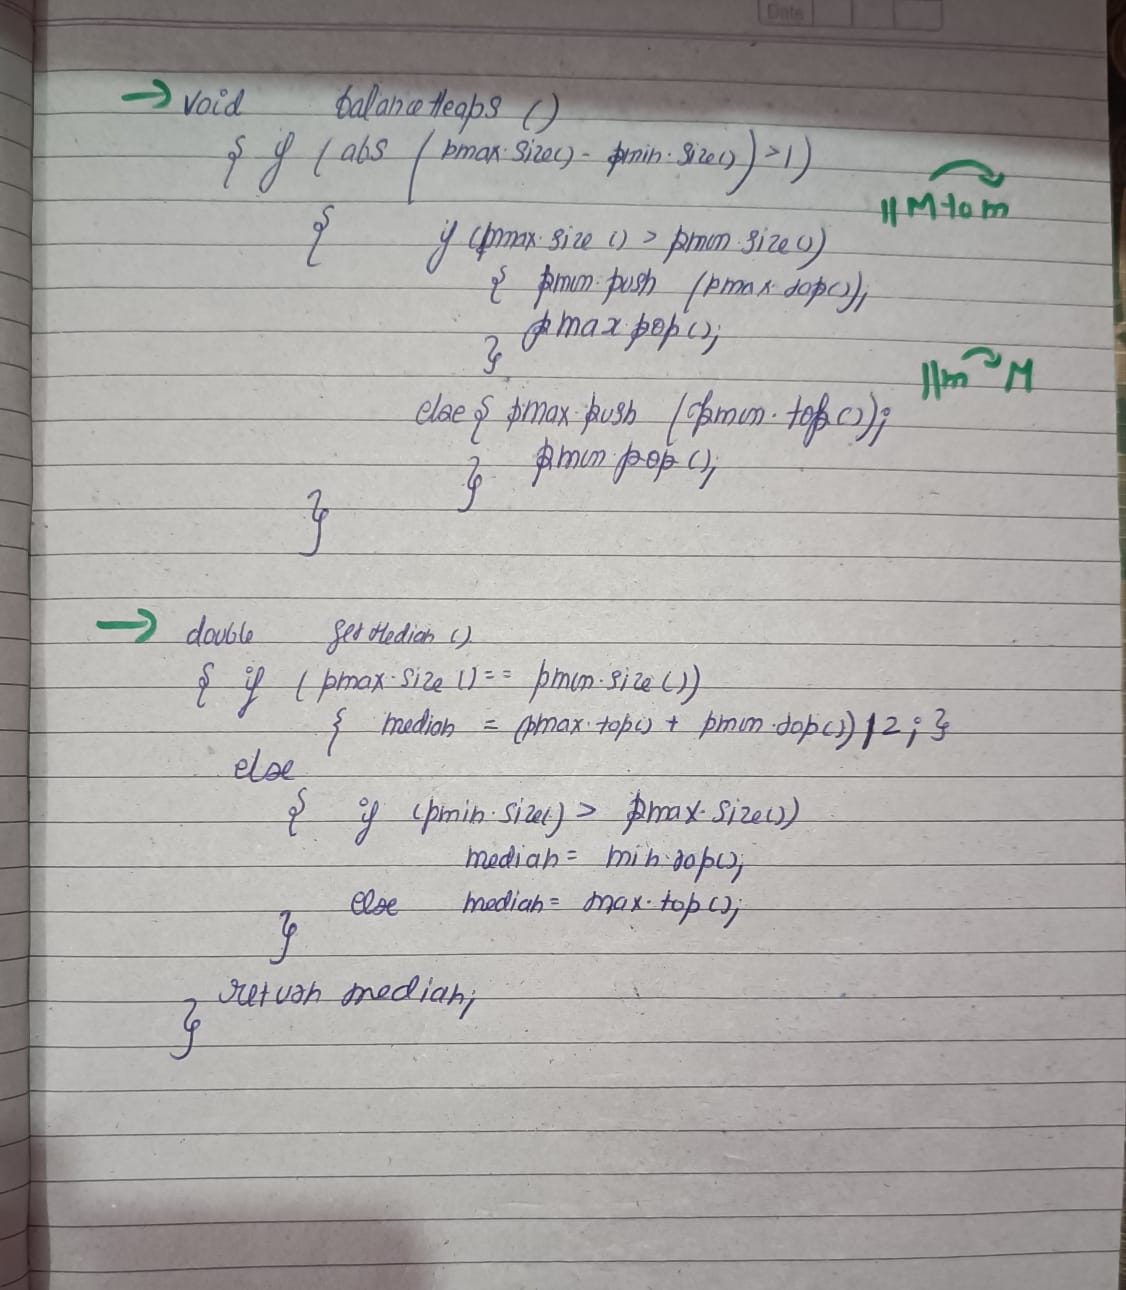 Date
→ void balanceHeaps ()
{ if (abs (pmax.size() - pmin.size()) >1)
// M to m
{ if (pmax.size () > pmin.size())
{ pmin.push (pmax.top());
pmax.pop();
}
// m → M
else { pmax.push (pmin.top());
pmin.pop();
}
}
→ double getMedian ()
{ if (pmax.size () == pmin.size ())
{ median = (pmax.top() + pmin.top()) / 2 ; }
else
{ if (pmin.size() > pmax.size())
median = min.top();
else median = max.top();
}
return median;
}